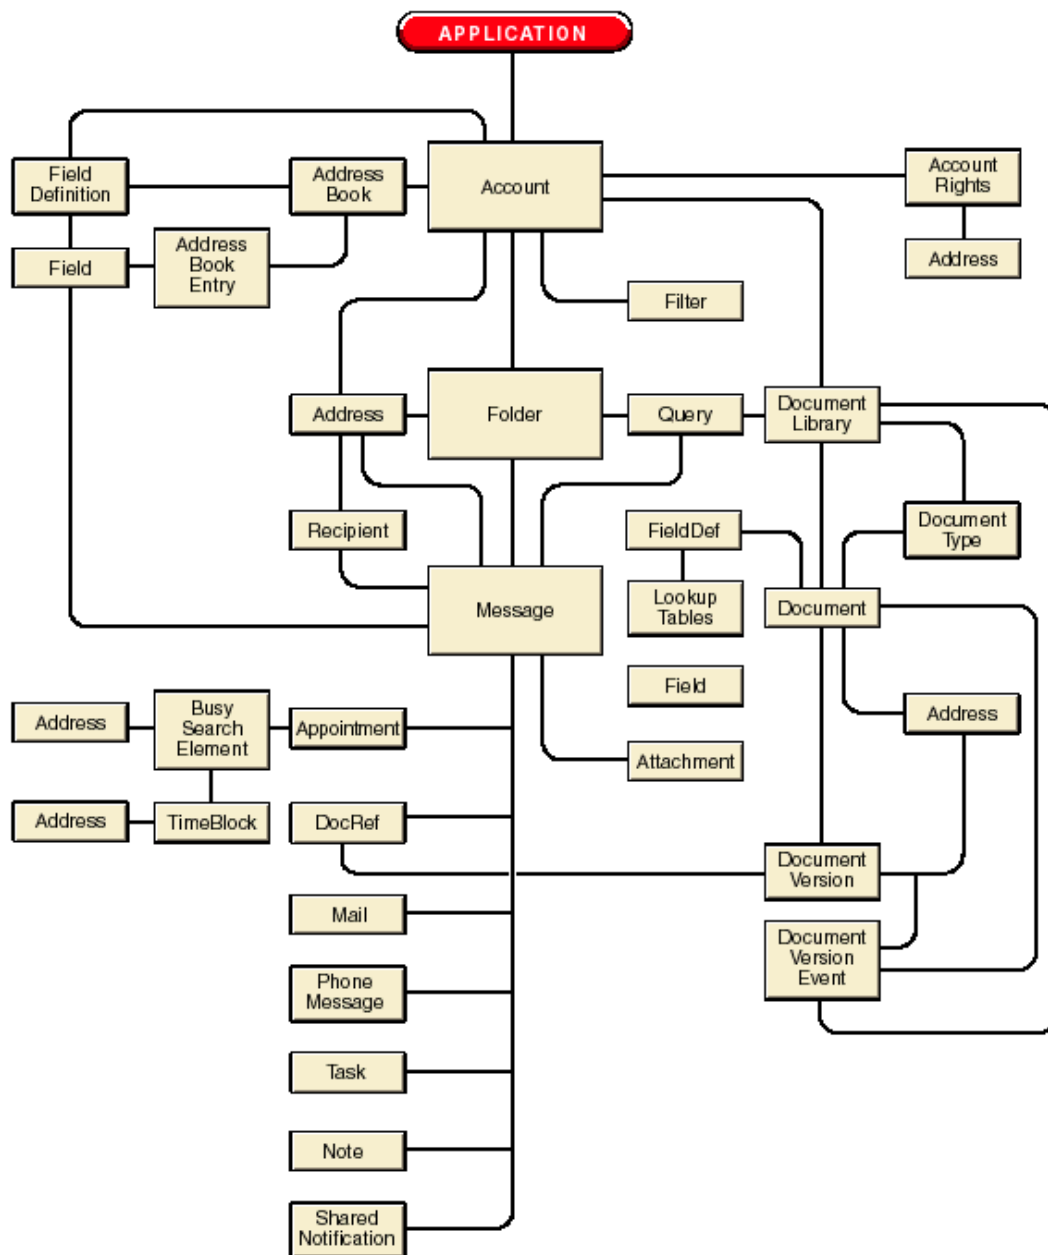 APPLICATION
Field
Definition
Address
Book
Account
Account
Rights
Field
Address
Book
Entry
Address
Filter
Address
Folder
Query
Document
Library
Recipient
FieldDef
Document
Type
Message
Lookup
Tables
Document
Field
Address
Busy
Search
Element
Appointment
Address
Attachment
Address
TimeBlock
DocRef
Document
Version
Mail
Document
Version
Event
Phone
Message
Task
Note
Shared
Notification